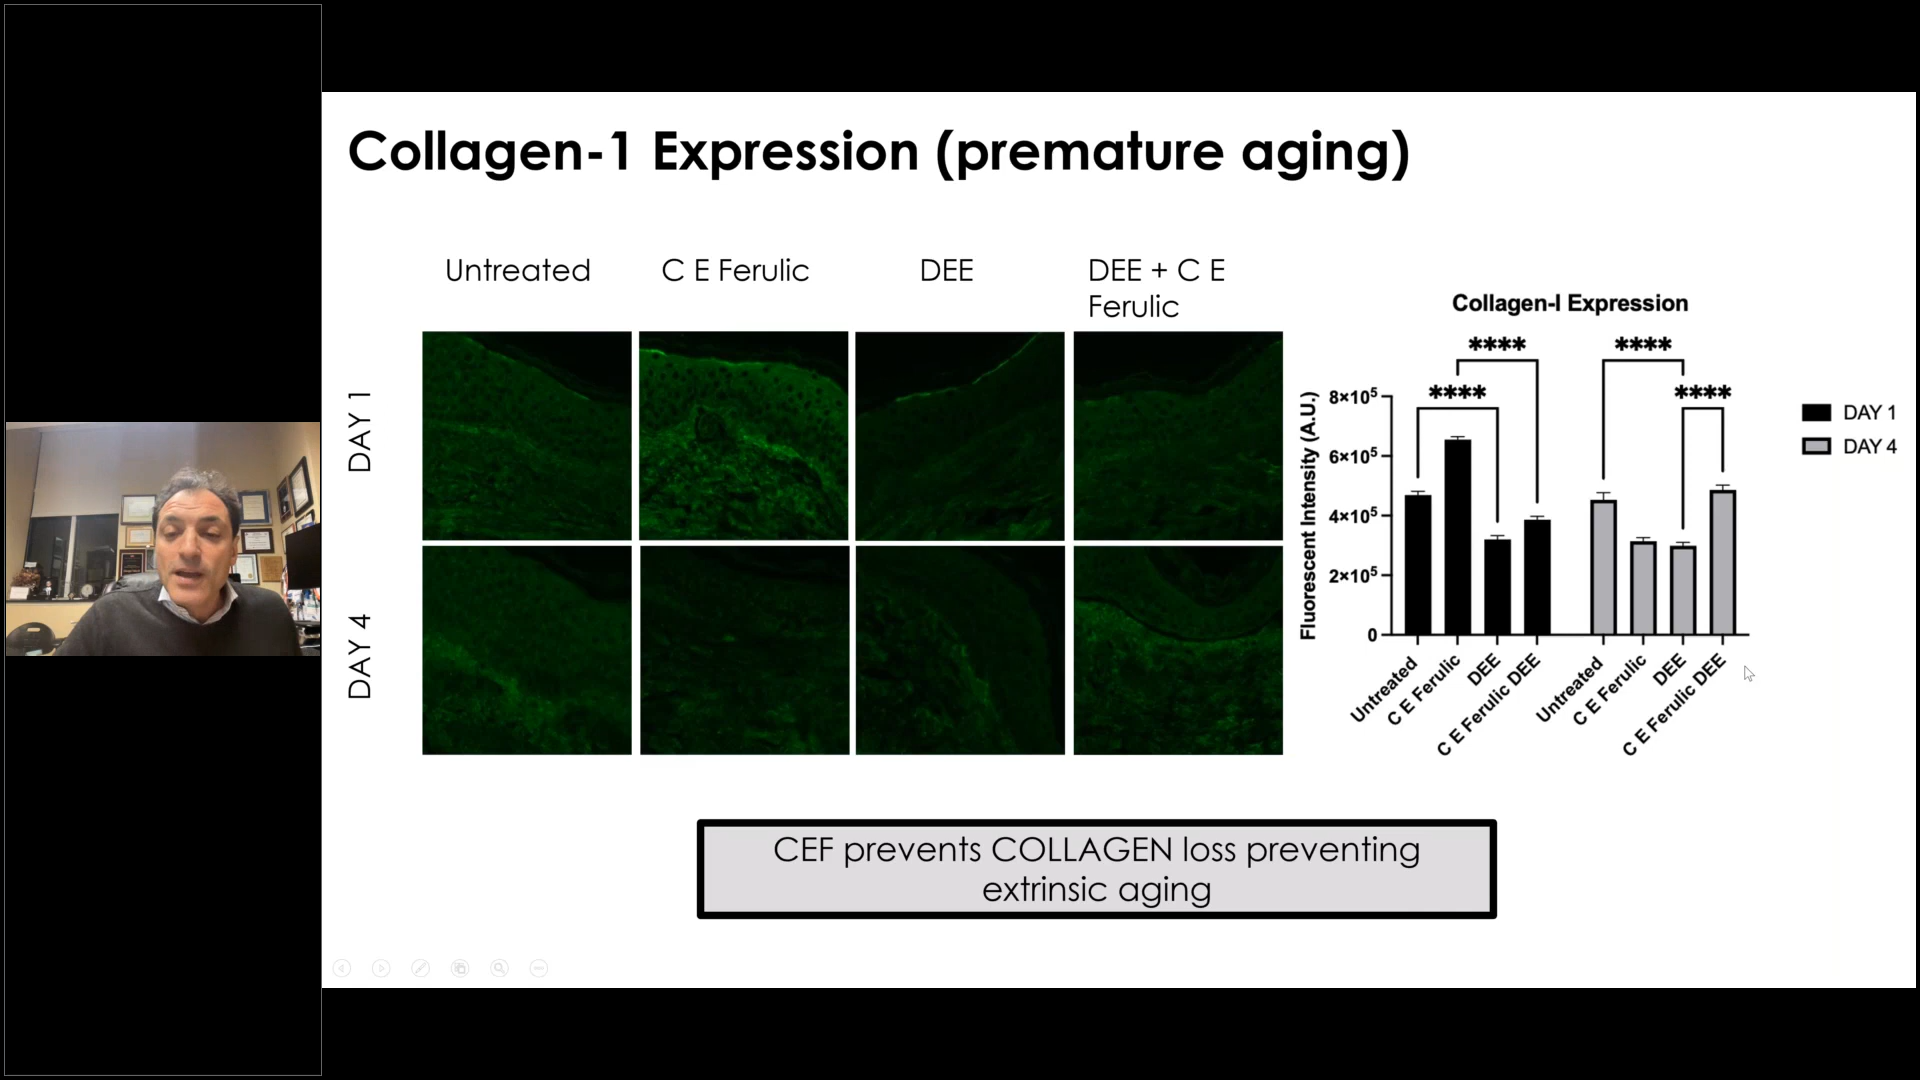 Collagen-1 Expression (premature aging)
Untreated
C E Ferulic
DEE
DEE + C E
Ferulic
DAY 1
DAY 4
Collagen-I Expression
****
****
****
****
Fluorescent Intensity (A.U.)
8×10⁵
6×10⁵
4×10⁵
2×10⁵
0
Untreated
C E Ferulic
DEE
C E Ferulic DEE
Untreated
C E Ferulic
DEE
C E Ferulic DEE
DAY 1
DAY 4
CEF prevents COLLAGEN loss preventing
extrinsic aging